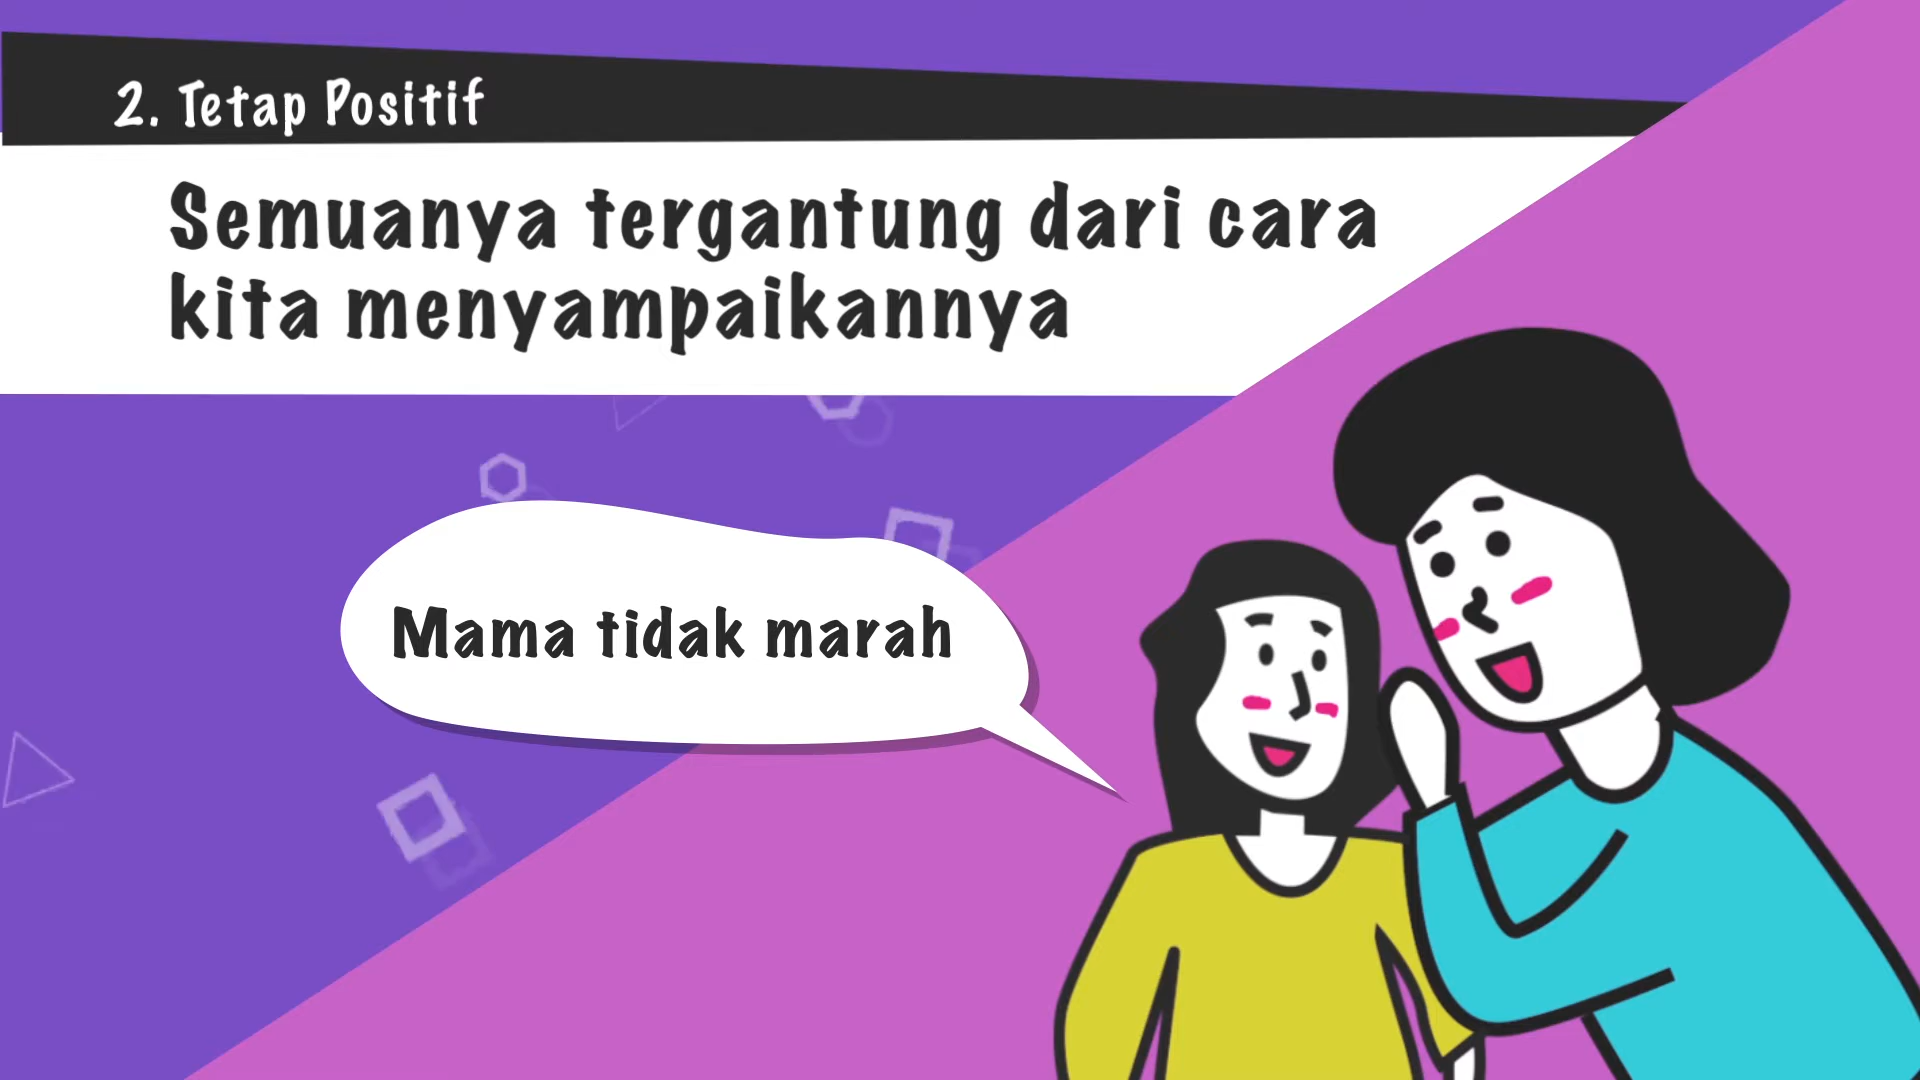 2. Tetap Positif
Semuanya tergantung dari cara
kita menyampaikannya
Mama tidak marah